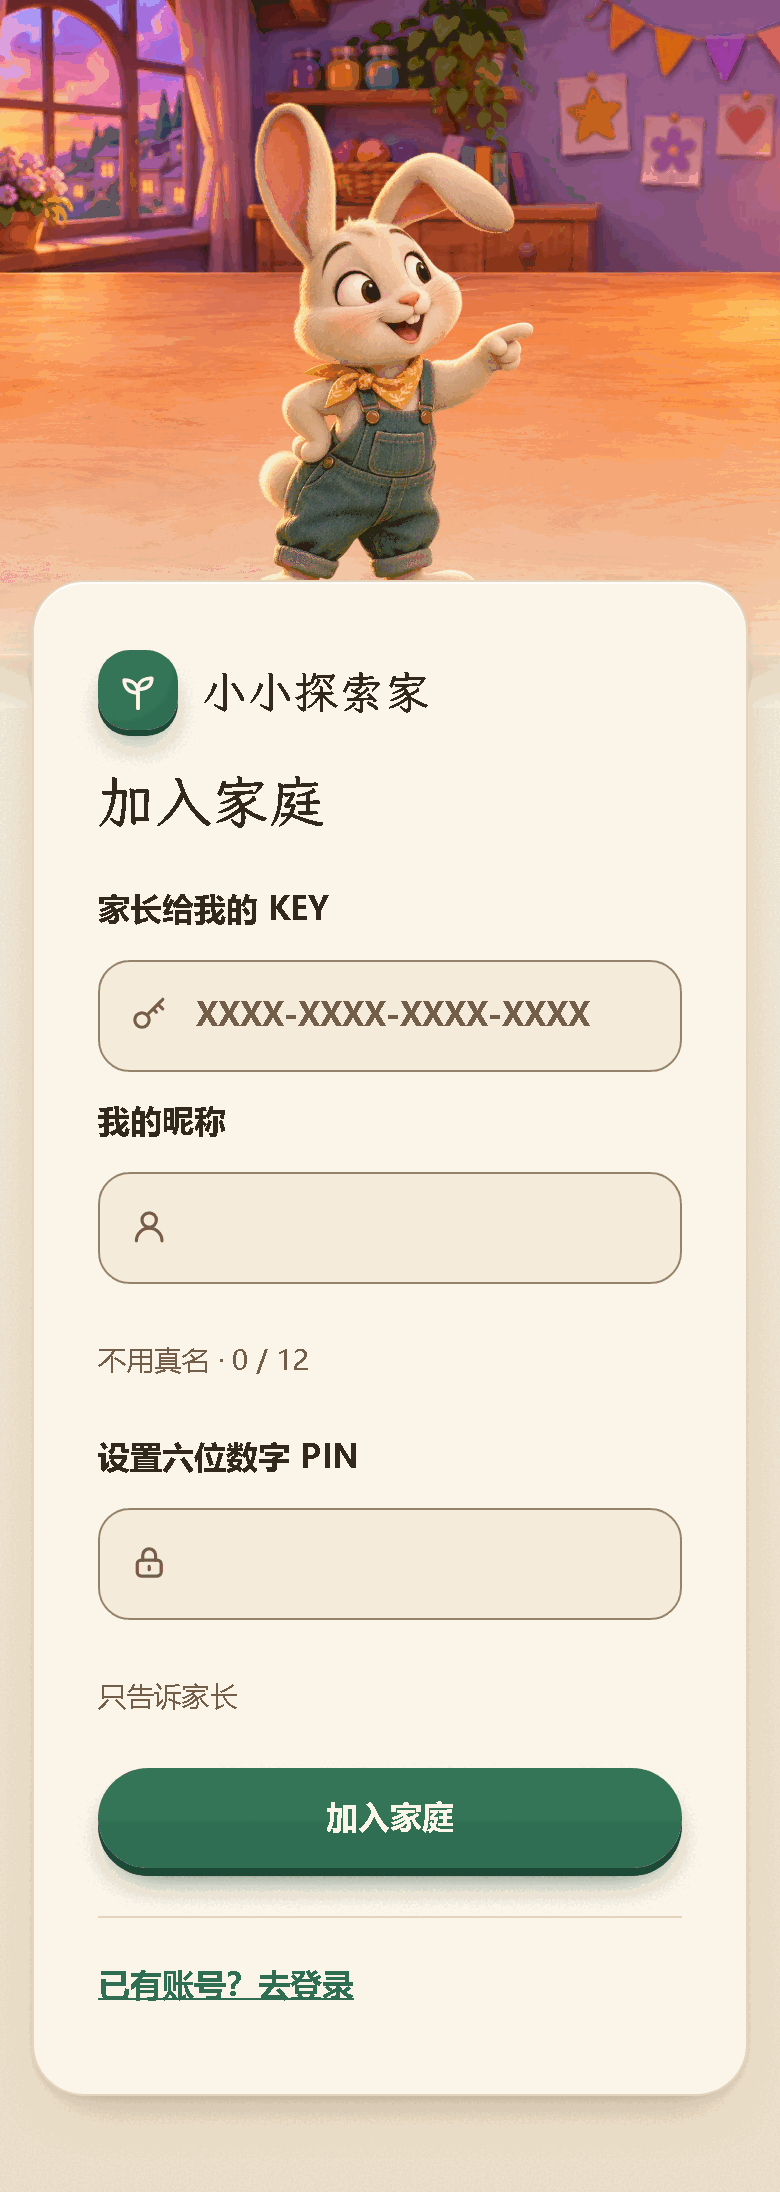 小小探索家
加入家庭
家长给我的 KEY
XXXX-XXXX-XXXX-XXXX
我的昵称
不用真名 · 0 / 12
设置六位数字 PIN
只告诉家长
加入家庭
已有账号？去登录